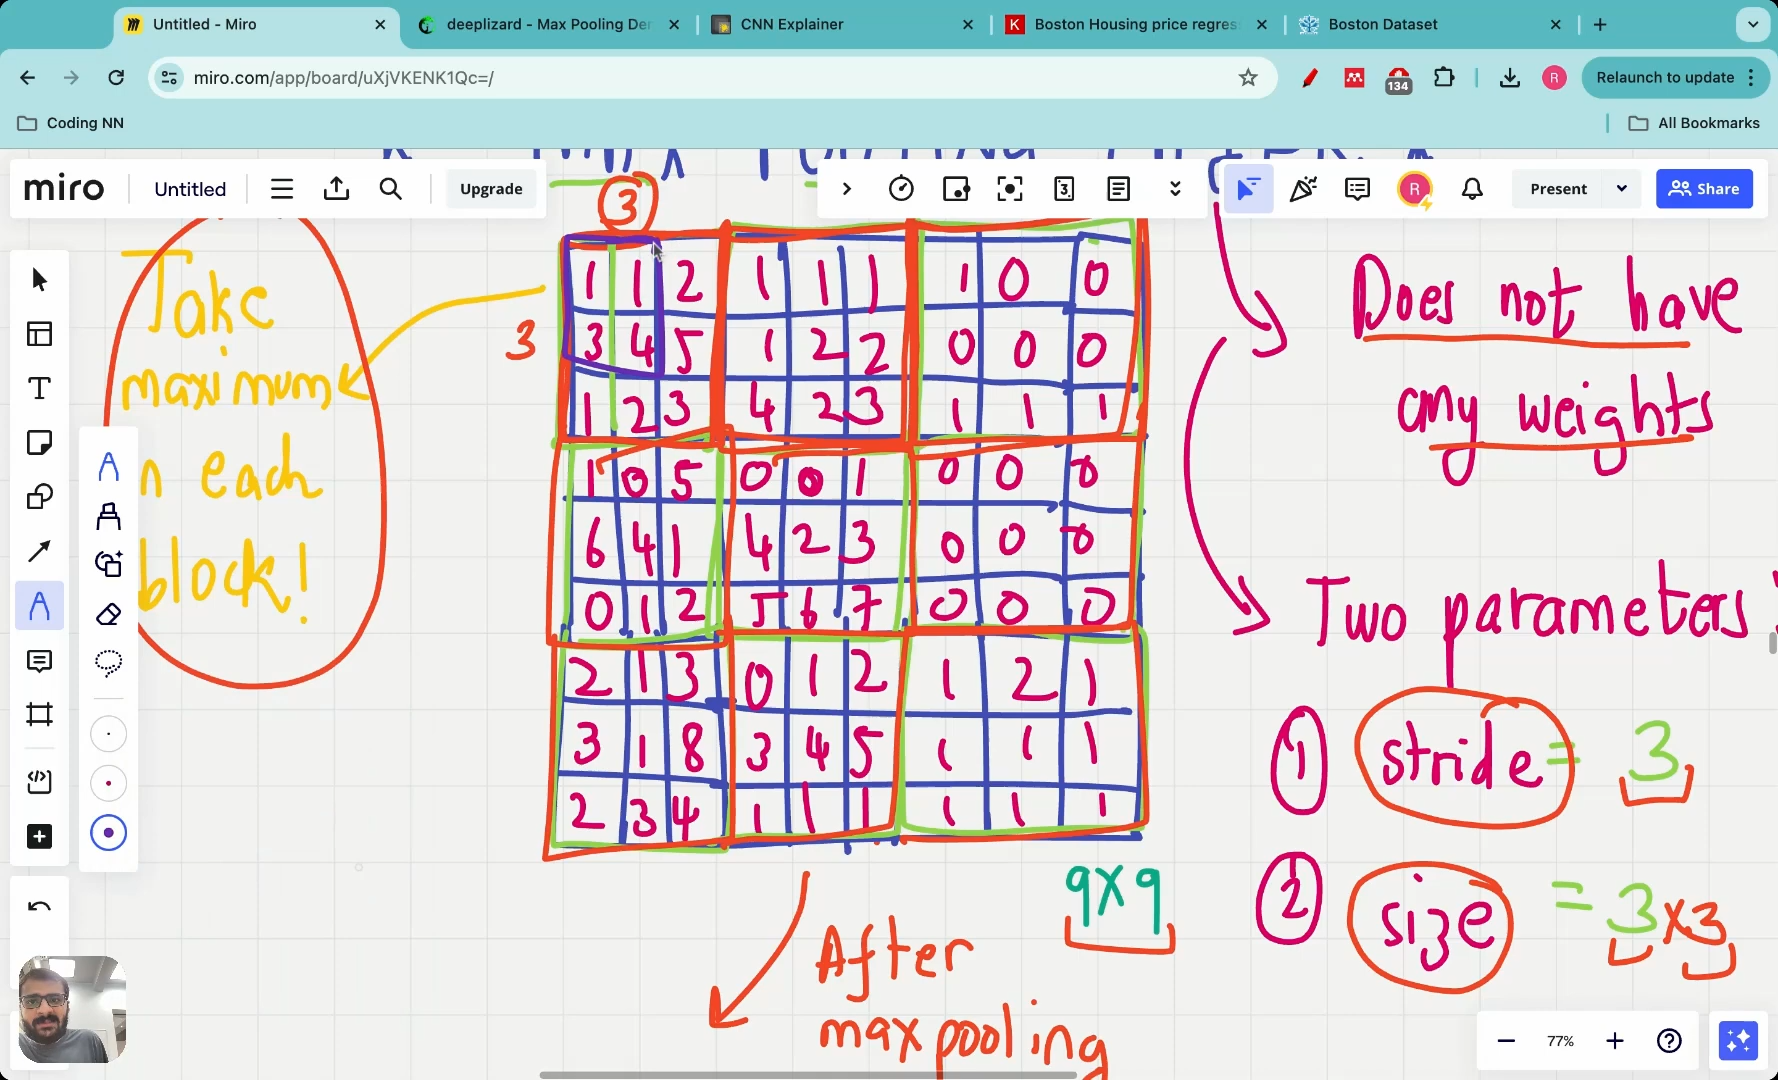 Untitled - Miro
deeplizard - Max Pooling De
CNN Explainer
Boston Housing price regres
Boston Dataset
miro.com/app/board/uXjVKENK1Qc=/
134
R
Relaunch to update
Coding NN
All Bookmarks
miro
Untitled
Upgrade
3
R
Present
Share
3
3
Take
maximum
n each
block!
1 1 2 1 1 1 1 0 0
3 4 5 1 2 2 0 0 0
1 2 3 4 2 3 1 1 1
1 0 5 0 0 1 0 0 0
6 4 1 4 2 3 0 0 0
0 1 2 5 6 7 0 0 0
2 1 3 0 1 2 1 2 1
3 1 8 3 4 5 1 1 1
2 3 4 1 1 1 1 1 1
9x9
After
max pooling
Does not have
any weights
Two parameters
1 stride = 3
2 size = 3x3
77%